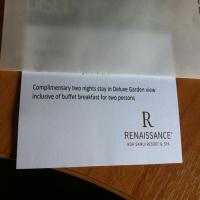 Complimentary two nights stay in Deluxe Garden view
inclusive of buffet breakfast for two persons
R
RENAISSANCE®
KOH SAMUI RESORT & SPA